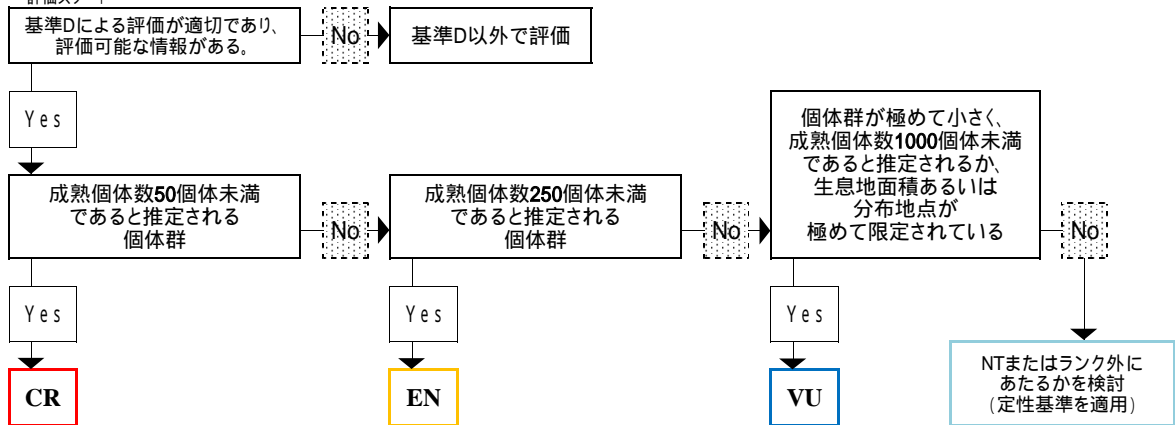 基準Dによる評価が適切であり、
評価可能な情報がある。
No
基準D以外で評価
Yes
成熟個体数50個体未満
であると推定される
個体群
No
成熟個体数250個体未満
であると推定される
個体群
No
個体群が極めて小さく、
成熟個体数1000個体未満
であると推定されるか、
生息地面積あるいは
分布地点が
極めて限定されている
No
Yes
Yes
Yes
CR
EN
VU
NTまたはランク外に
あたるかを検討
(定性基準を適用)